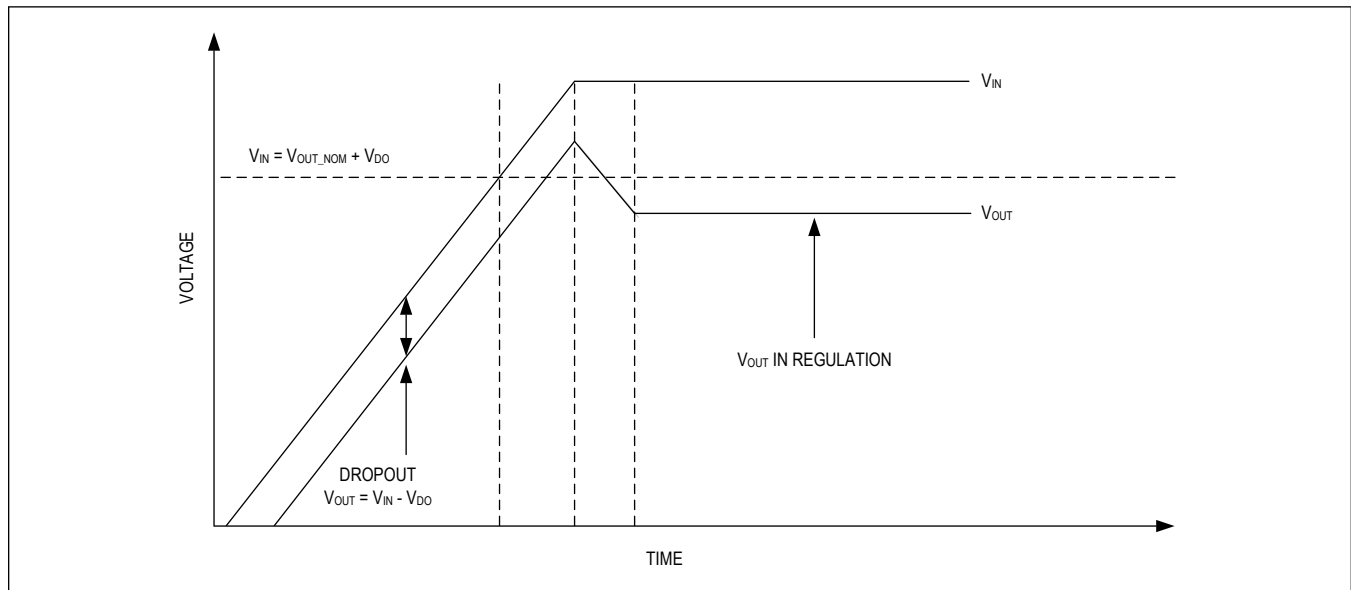 VIN
VIN = VOUT_NOM + VDO
VOUT
VOLTAGE
VOUT IN REGULATION
DROPOUT
VOUT = VIN - VDO
TIME